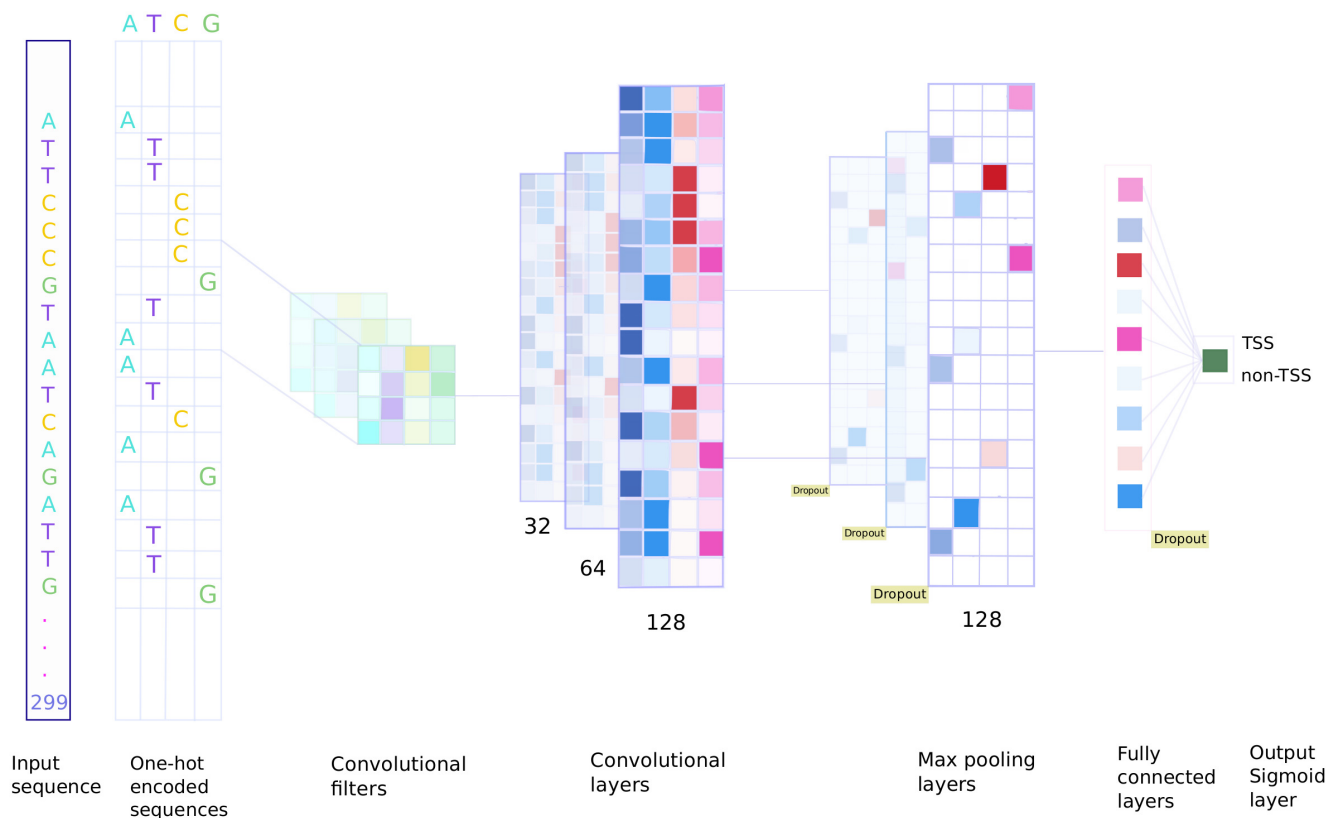 A T C G
A
T
T
C
C
C
G
T
A
A
T
C
A
G
A
T
T
G
.
.
.
299
A
T
T
C
C
C
G
T
A
A
T
C
A
G
A
T
T
G
32
64
128
Dropout
Dropout
Dropout
128
Dropout
TSS
non-TSS
Input
sequence
One-hot
encoded
sequences
Convolutional
filters
Convolutional
layers
Max pooling
layers
Fully
connected
layers
Output
Sigmoid
layer